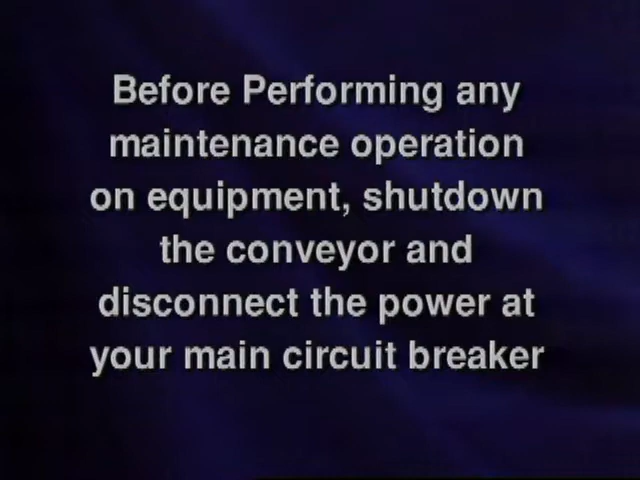 Before Performing any
maintenance operation
on equipment, shutdown
the conveyor and
disconnect the power at
your main circuit breaker